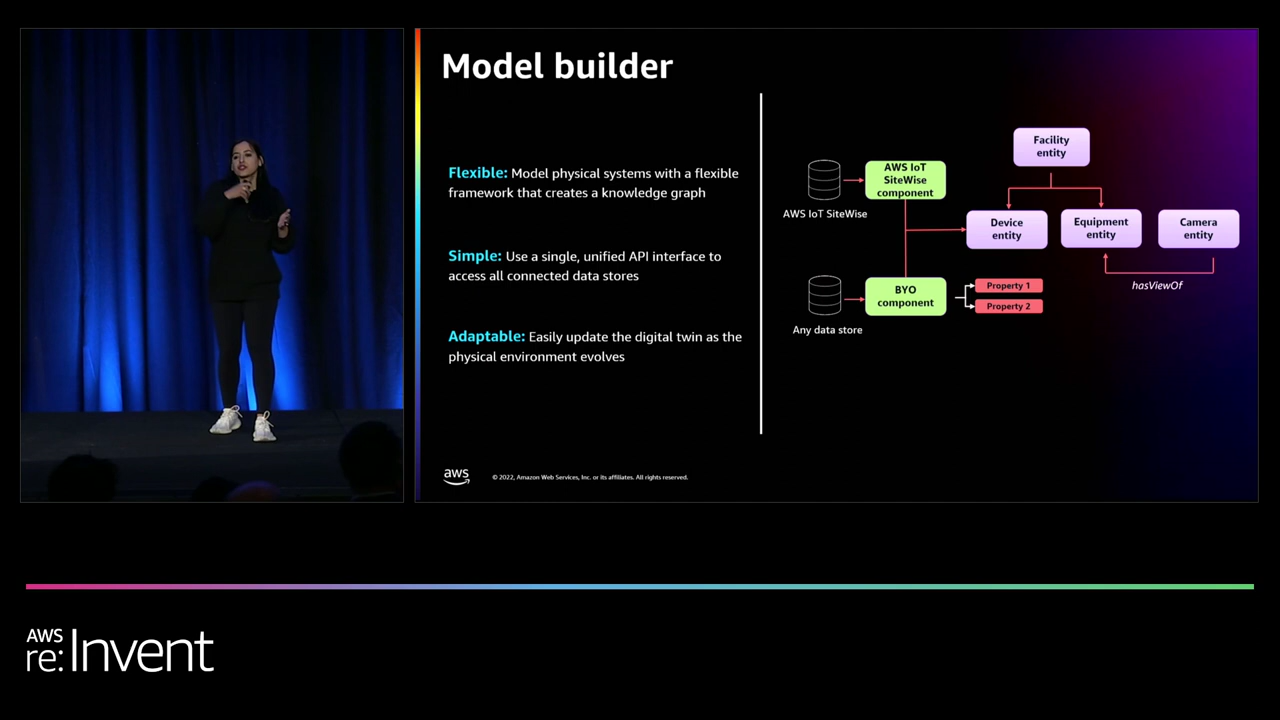 Model builder
Flexible: Model physical systems with a flexible
framework that creates a knowledge graph
Simple: Use a single, unified API interface to
access all connected data stores
Adaptable: Easily update the digital twin as the
physical environment evolves
AWS IoT SiteWise
AWS IoT
SiteWise
component
Any data store
BYO
component
Property 1
Property 2
Facility
entity
Device
entity
Equipment
entity
Camera
entity
hasViewOf
aws
© 2022, Amazon Web Services, Inc. or its affiliates. All rights reserved.
AWS
re:Invent